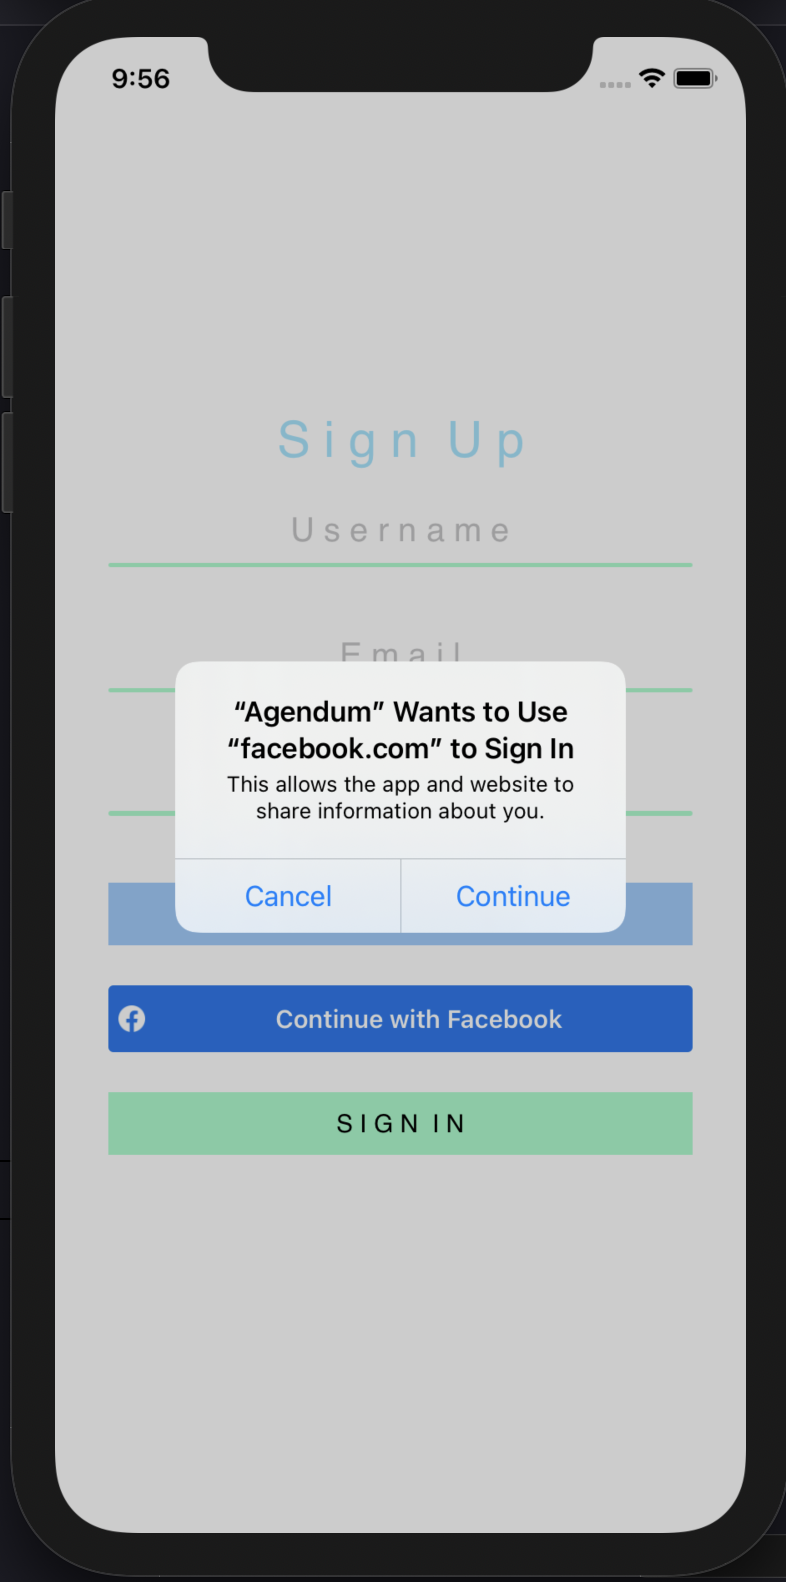 9:56
Sign Up
Username
Email
“Agendum” Wants to Use
“facebook.com” to Sign In
This allows the app and website to
share information about you.
Cancel Continue
Continue with Facebook
SIGN IN